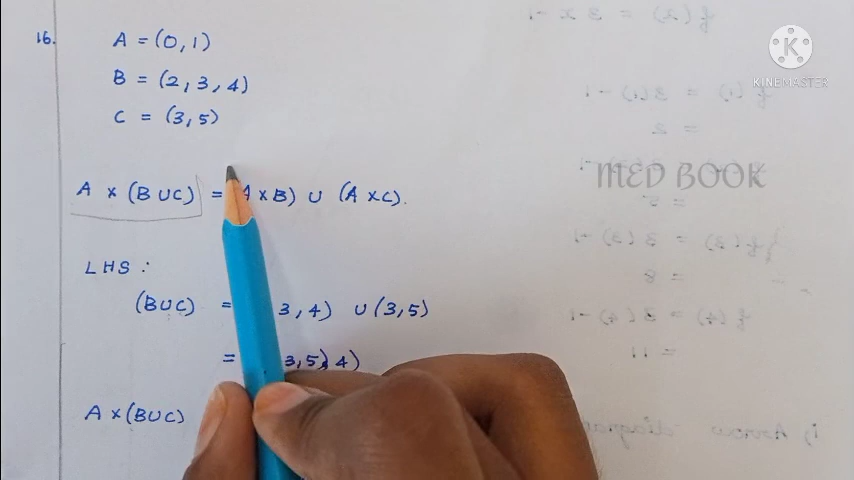 16. A = (0, 1)
B = (2, 3, 4)
C = (3, 5)
A × (B ∪ C) = A × B) ∪ (A × C).
LHS :
(B ∪ C) = 3, 4) ∪ (3, 5)
= 3, 5), 4)
A × (B ∪ C)
KINEMASTER
MED BOOK